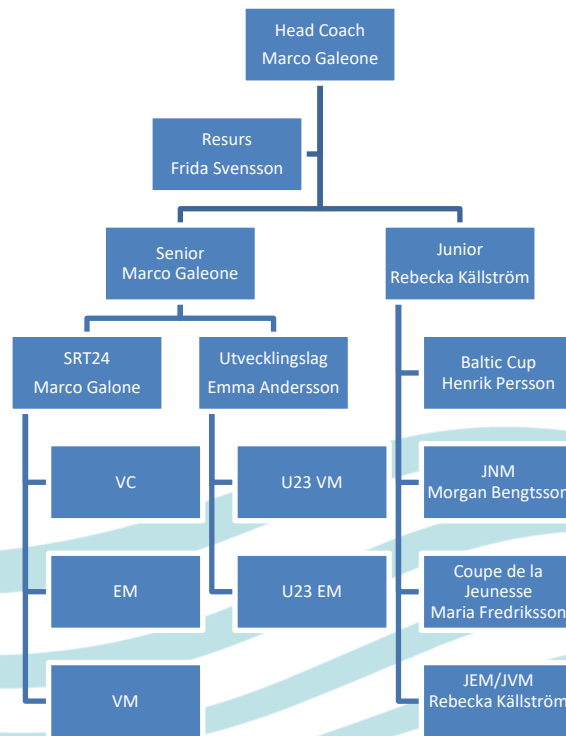 Head Coach
Marco Galeone
Resurs
Frida Svensson
Senior
Marco Galeone
Junior
Rebecka Källström
SRT24
Marco Galone
Utvecklingslag
Emma Andersson
Baltic Cup
Henrik Persson
VC
U23 VM
JNM
Morgan Bengtsson
EM
U23 EM
Coupe de la
Jeunesse
Maria Fredriksson
VM
JEM/JVM
Rebecka Källström